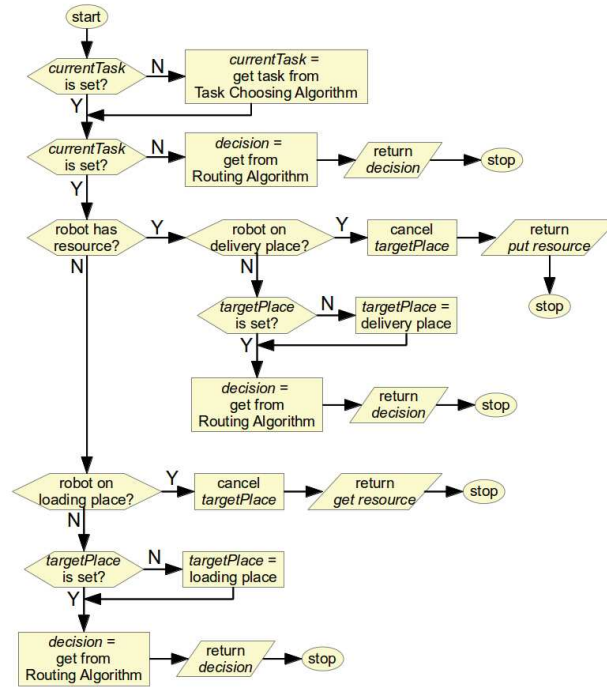 start
currentTask
is set?
N
currentTask =
get task from
Task Choosing Algorithm
Y
currentTask
is set?
N
decision =
get from
Routing Algorithm
return
decision
stop
Y
robot has
resource?
Y
robot on
delivery place?
Y
cancel
targetPlace
return
put resource
stop
N
N
targetPlace
is set?
N
targetPlace =
delivery place
Y
decision =
get from
Routing Algorithm
return
decision
stop
robot on
loading place?
Y
cancel
targetPlace
return
get resource
stop
N
targetPlace
is set?
N
targetPlace =
loading place
Y
decision =
get from
Routing Algorithm
return
decision
stop